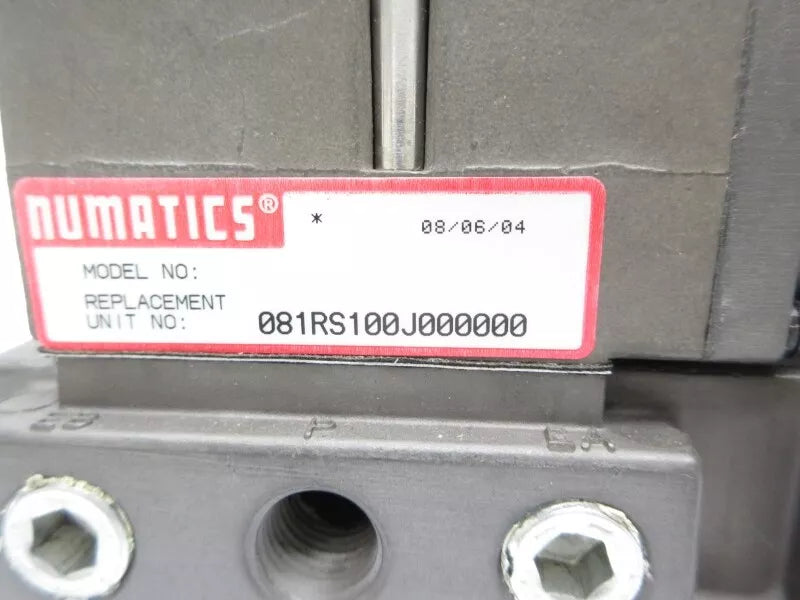 NUMATICS®
* 08/06/04
MODEL NO:
REPLACEMENT
UNIT NO: 081RS100J000000
EB P EA